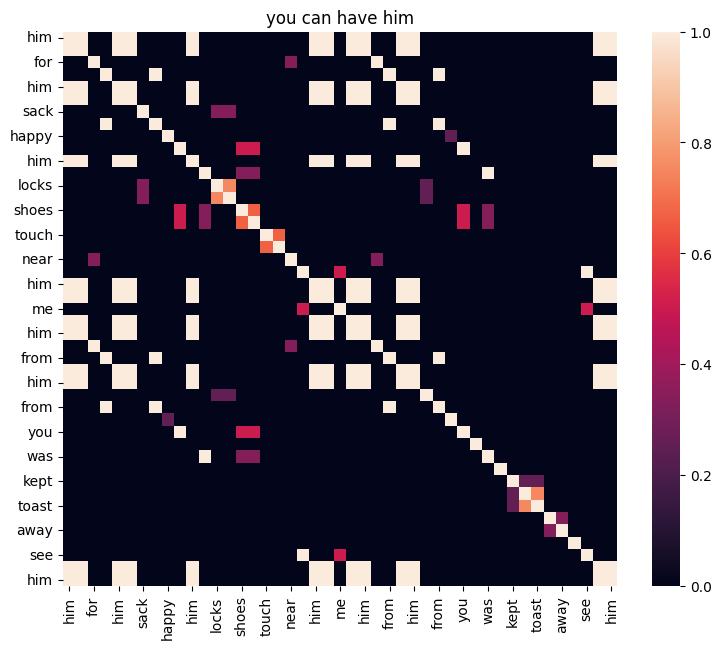 you can have him
him
for
him
sack
happy
him
locks
shoes
touch
near
him
me
him
from
him
from
you
was
kept
toast
away
see
him
1.0
0.8
0.6
0.4
0.2
0.0
him
for
him
sack
happy
him
locks
shoes
touch
near
him
me
him
from
him
from
you
was
kept
toast
away
see
him